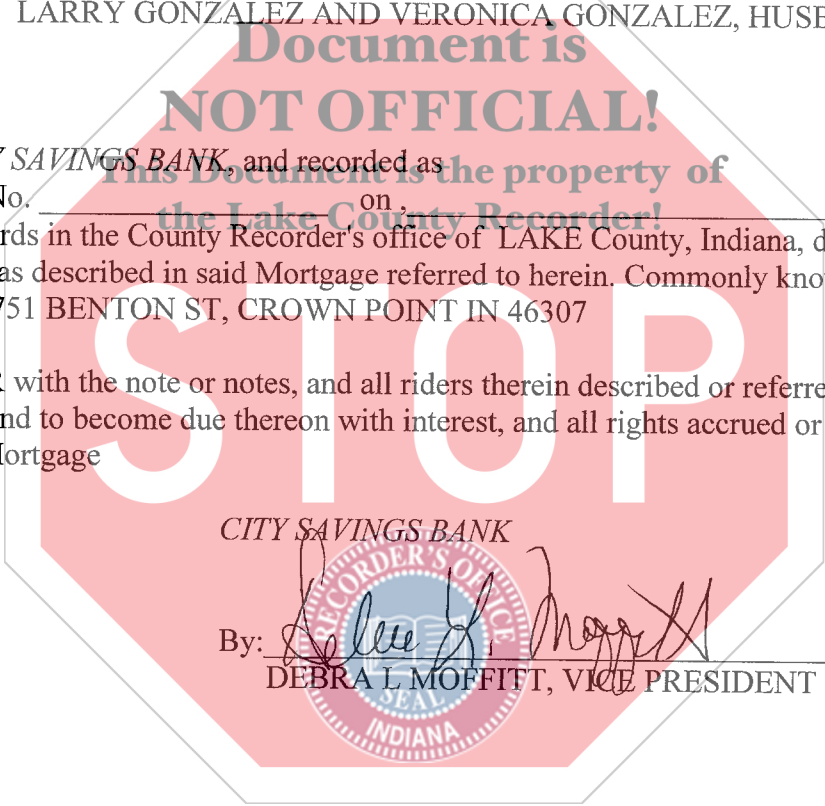 LARRY GONZALEZ AND VERONICA GONZALEZ, HUSB
Document is
NOT OFFICIAL!
SAVINGS BANK, and recorded as
This Document is the property of
No. on ,
the Lake County Recorder!
rds in the County Recorder's office of LAKE County, Indiana, d
as described in said Mortgage referred to herein. Commonly kno
751 BENTON ST, CROWN POINT IN 46307
STOP
R with the note or notes, and all riders therein described or referre
nd to become due thereon with interest, and all rights accrued or
Mortgage
CITY SAVINGS BANK
RECORDER'S OFFICE
By: Debra L. Moffitt
DEBRA L MOFFITT, VICE PRESIDENT
SEAL
INDIANA